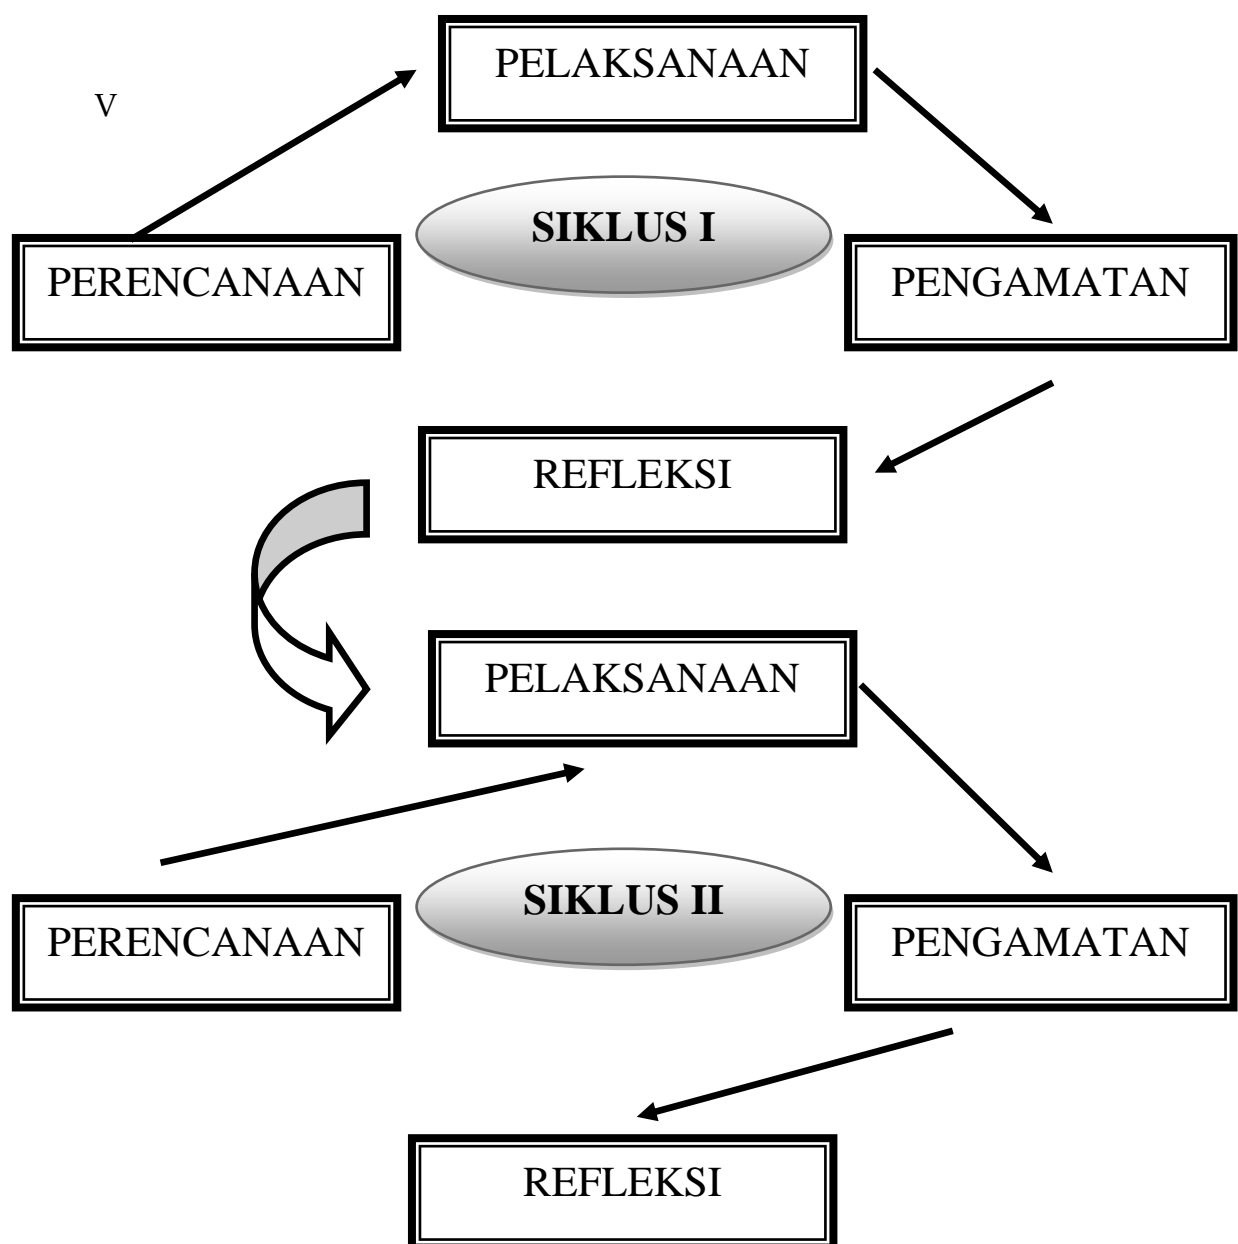 PELAKSANAAN
V
SIKLUS I
PERENCANAAN
PENGAMATAN
REFLEKSI
PELAKSANAAN
SIKLUS II
PERENCANAAN
PENGAMATAN
REFLEKSI